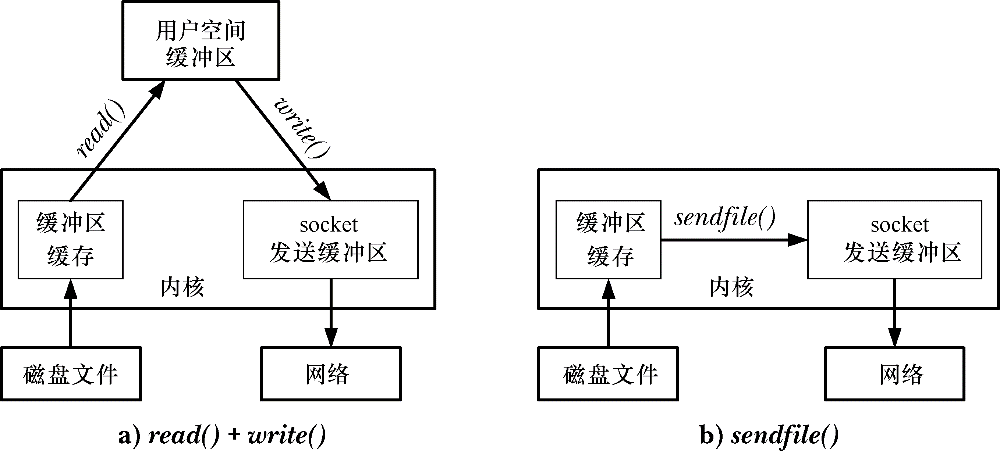 用户空间
缓冲区
read()
write()
缓冲区
缓存
socket
发送缓冲区
内核
磁盘文件
网络
a) read() + write()
缓冲区
缓存
sendfile()
socket
发送缓冲区
内核
磁盘文件
网络
b) sendfile()